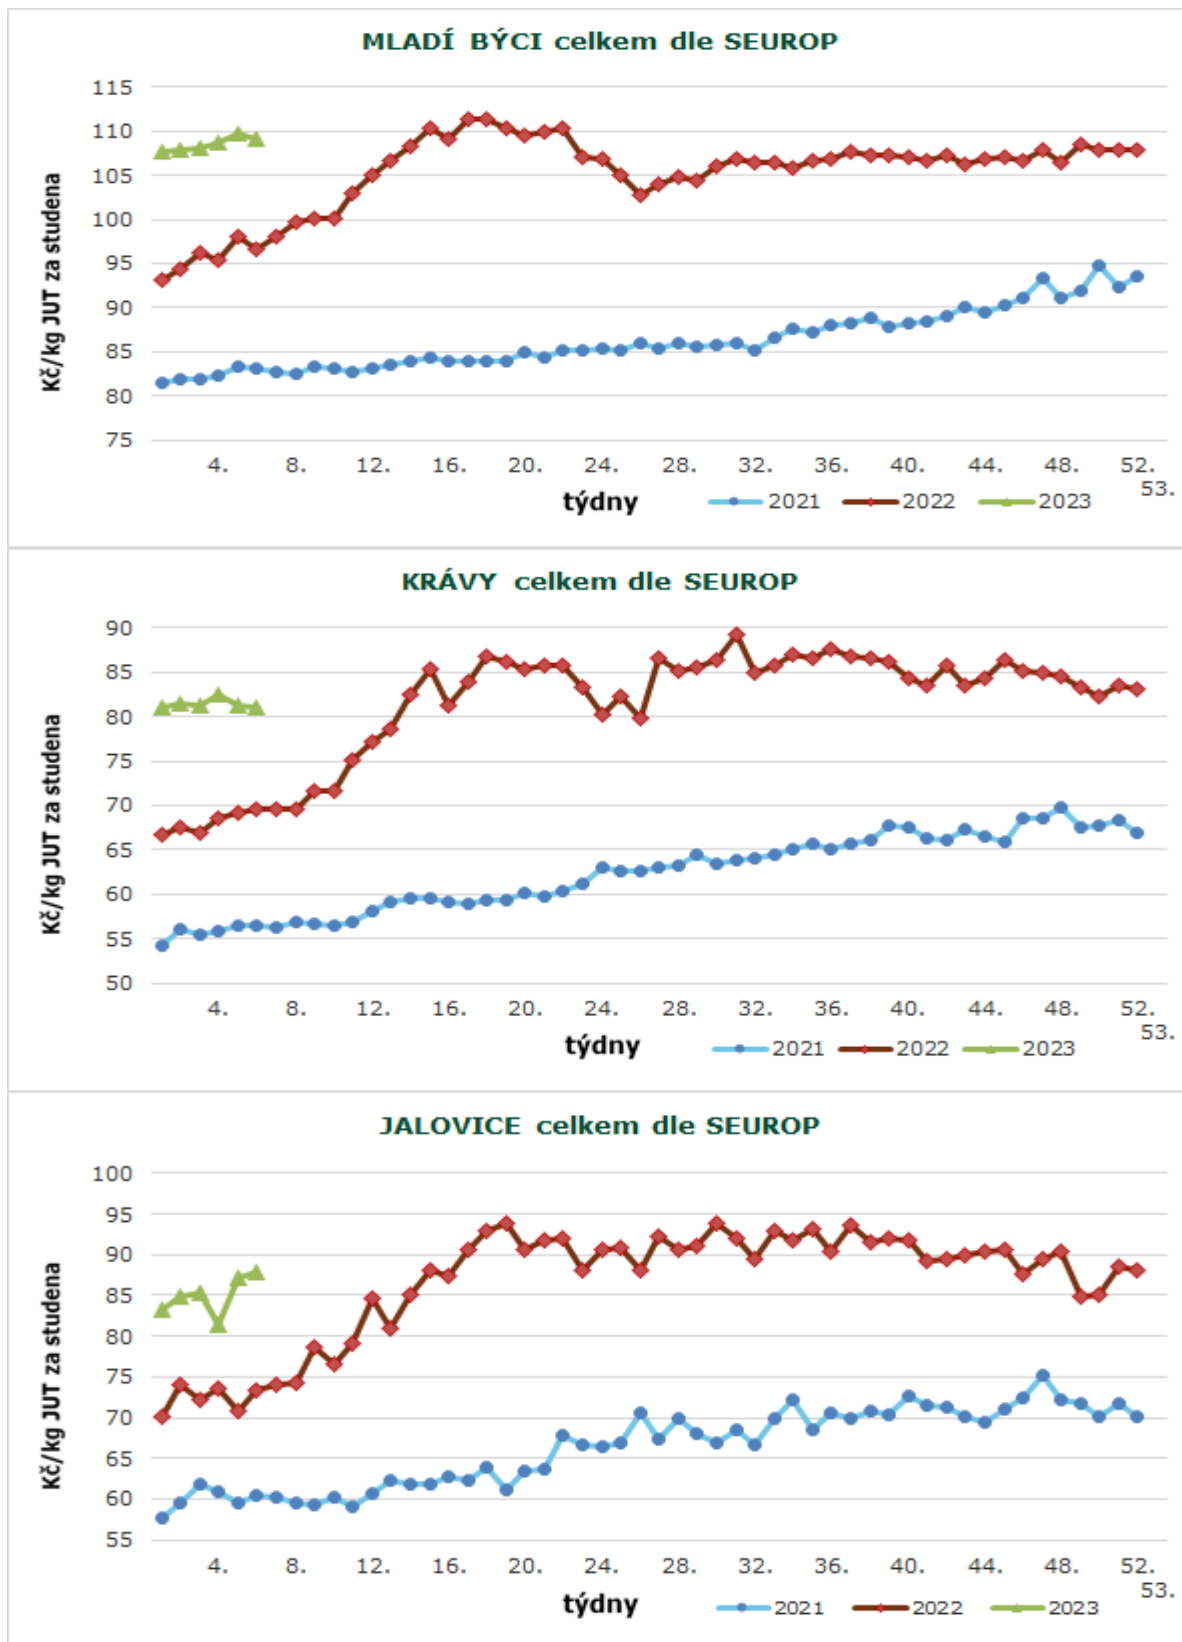 MLADÍ BÝCI celkem dle SEUROP
Kč/kg JUT za studena
115
110
105
100
95
90
85
80
75
4. 8. 12. 16. 20. 24. 28. 32. 36. 40. 44. 48. 52.
53.
týdny
2021 2022 2023
KRÁVY celkem dle SEUROP
Kč/kg JUT za studena
90
85
80
75
70
65
60
55
50
4. 8. 12. 16. 20. 24. 28. 32. 36. 40. 44. 48. 52.
53.
týdny
2021 2022 2023
JALOVICE celkem dle SEUROP
Kč/kg JUT za studena
100
95
90
85
80
75
70
65
60
55
4. 8. 12. 16. 20. 24. 28. 32. 36. 40. 44. 48. 52.
53.
týdny
2021 2022 2023